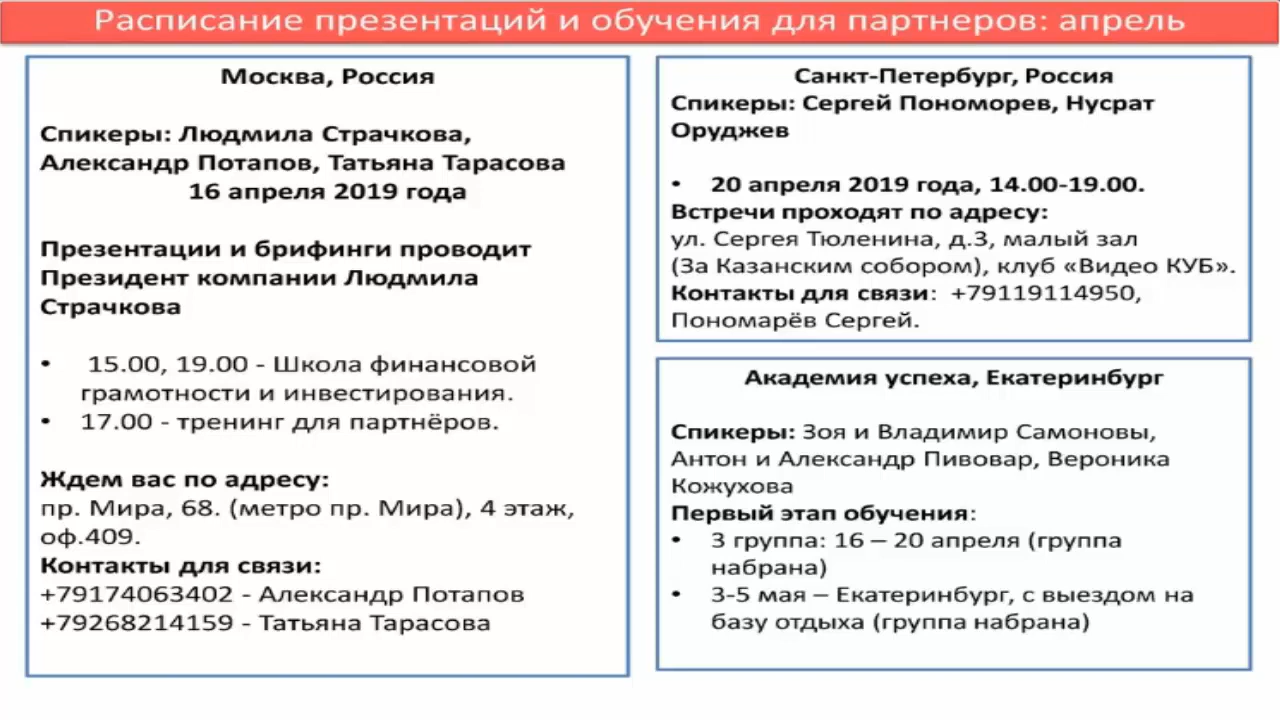 Расписание презентаций и обучения для партнеров: апрель
Москва, Россия
Спикеры: Людмила Страчкова,
Александр Потапов, Татьяна Тарасова
16 апреля 2019 года
Презентации и брифинги проводит
Президент компании Людмила
Страчкова
• 15.00, 19.00 - Школа финансовой
грамотности и инвестирования.
• 17.00 - тренинг для партнёров.
Ждем вас по адресу:
пр. Мира, 68. (метро пр. Мира), 4 этаж,
оф.409.
Контакты для связи:
+79174063402 - Александр Потапов
+79268214159 - Татьяна Тарасова
Санкт-Петербург, Россия
Спикеры: Сергей Пономорев, Нусрат
Оруджев
• 20 апреля 2019 года, 14.00-19.00.
Встречи проходят по адресу:
ул. Сергея Тюленина, д.3, малый зал
(За Казанским собором), клуб «Видео КУБ».
Контакты для связи: +79119114950,
Пономарёв Сергей.
Академия успеха, Екатеринбург
Спикеры: Зоя и Владимир Самоновы,
Антон и Александр Пивовар, Вероника
Кожухова
Первый этап обучения:
• 3 группа: 16 – 20 апреля (группа
набрана)
• 3-5 мая – Екатеринбург, с выездом на
базу отдыха (группа набрана)